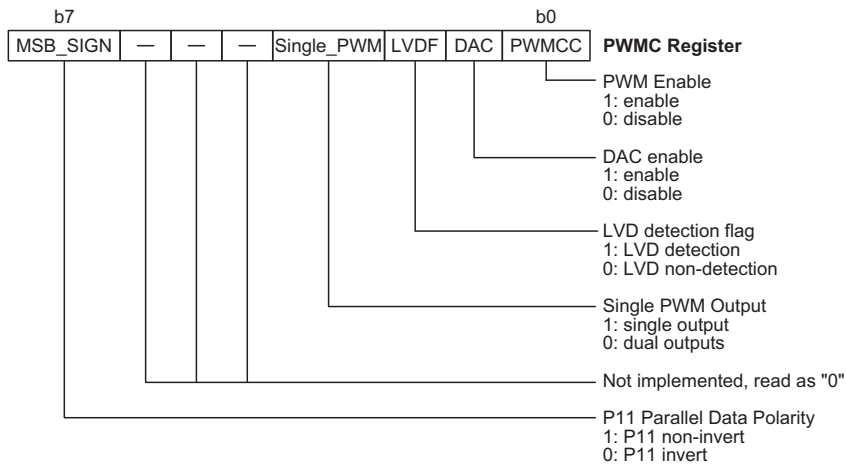 b7 b0
MSB_SIGN — — — Single_PWM LVDF DAC PWMCC PWMC Register
PWM Enable
1: enable
0: disable
DAC enable
1: enable
0: disable
LVD detection flag
1: LVD detection
0: LVD non-detection
Single PWM Output
1: single output
0: dual outputs
Not implemented, read as "0"
P11 Parallel Data Polarity
1: P11 non-invert
0: P11 invert